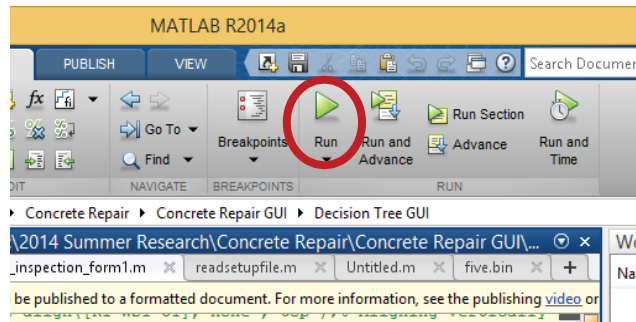 MATLAB R2014a
PUBLISH VIEW Search Documen
fx Go To Breakpoints Run Run and Advance Run Section Advance Run and Time
Find
DIT NAVIGATE BREAKPOINTS RUN
Concrete Repair Concrete Repair GUI Decision Tree GUI
\2014 Summer Research\Concrete Repair\Concrete Repair GUI\... Wo
_inspection_form1.m readsetupfile.m Untitled.m five.bin + Na
be published to a formatted document. For more information, see the publishing video or